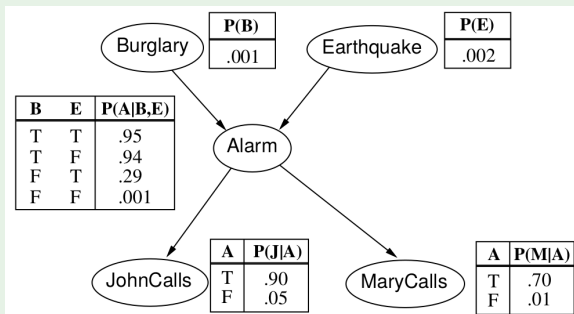 Burglary
P(B)
.001
Earthquake
P(E)
.002
B E P(A|B,E)
T T .95
T F .94
F T .29
F F .001
Alarm
JohnCalls
A P(J|A)
T .90
F .05
MaryCalls
A P(M|A)
T .70
F .01